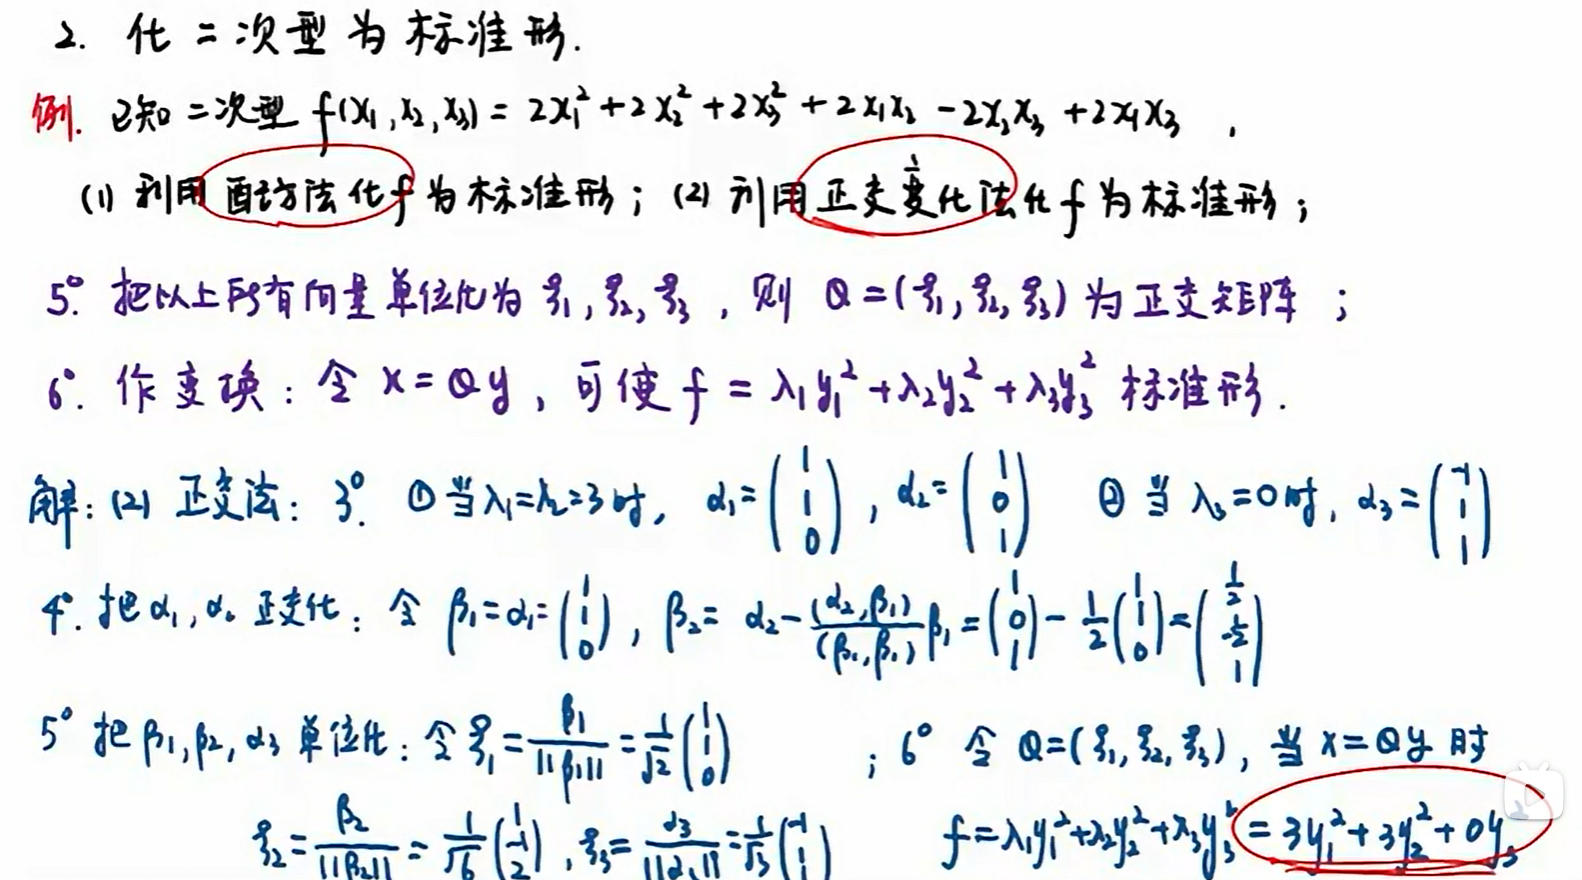 2. 化二次型为标准形.
例. 已知二次型 f(x₁,x₂,x₃) = 2x₁² + 2x₂² + 2x₃² + 2x₁x₂ - 2x₂x₃ + 2x₁x₃ ,
(1) 利用配方法化f为标准形; (2) 利用正交变化法化f为标准形;
5° 把以上所有向量单位化为 ξ₁, ξ₂, ξ₃ , 则 Q = (ξ₁, ξ₂, ξ₃) 为正交矩阵 ;
6°. 作变换: 令 x = Qy , 可使 f = λ₁y₁² + λ₂y₂² + λ₃y₃² 标准形.
解: (2) 正交法: 3°. ① 当λ₁=λ₂=3时, α₁=(1 1 0), α₂=(1 0 1) ② 当 λ₃=0时, α₃=(-1 1 1)
4°. 把α₁,α₂ 正交化: 令 β₁=α₁=(1 1 0), β₂= α₂-(α₂,β₁)/(β₁,β₁)β₁=(1 0 1)-1/2(1 1 0)=(1/2 -1/2 1)
5° 把β₁,β₂,α₃ 单位化: 令 ξ₁=β₁/||β₁||=1/√2(1 1 0) ; 6° 令 Q=(ξ₁,ξ₂,ξ₃), 当 x=Qy 时
ξ₂=β₂/||β₂||=1/√6(1 -1 2), ξ₃=α₃/||α₃||=1/√3(-1 1 1) f=λ₁y₁²+λ₂y₂²+λ₃y₃²=3y₁²+3y₂²+0y₃²